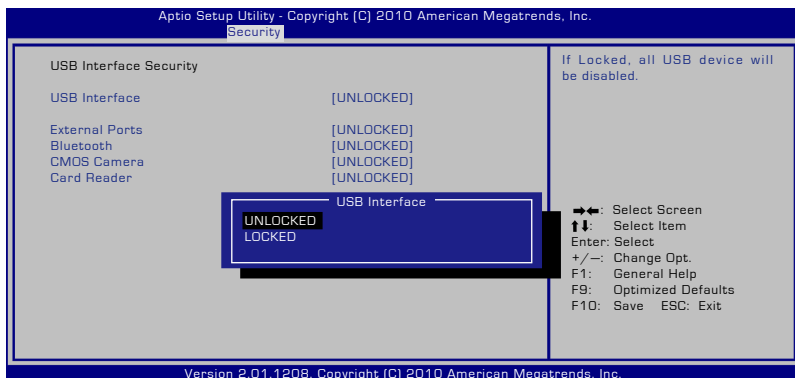 Aptio Setup Utility - Copyright (C) 2010 American Megatrends, Inc.
Security
USB Interface Security
USB Interface [UNLOCKED]
External Ports [UNLOCKED]
Bluetooth [UNLOCKED]
CMOS Camera [UNLOCKED]
Card Reader [UNLOCKED]
USB Interface
UNLOCKED
LOCKED
If Locked, all USB device will
be disabled.
→←: Select Screen
↑↓: Select Item
Enter: Select
+/—: Change Opt.
F1: General Help
F9: Optimized Defaults
F10: Save ESC: Exit
Version 2.01.1208. Copyright (C) 2010 American Megatrends, Inc.